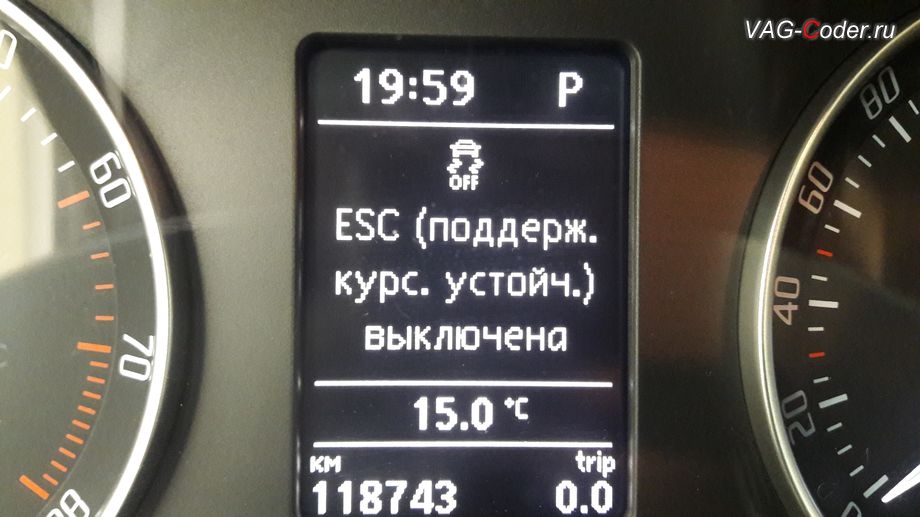 VAG-Coder.ru
19:59 P
OFF
ESC (поддерж.
курс. устойч.)
выключена
15.0 °C
км trip
118743 0.0
60
70
80
80
60
40
20